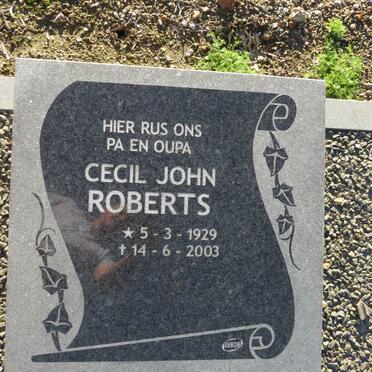 HIER RUS ONS
PA EN OUPA
CECIL JOHN
ROBERTS
★ 5 - 3 - 1929
✝ 14 - 6 - 2003